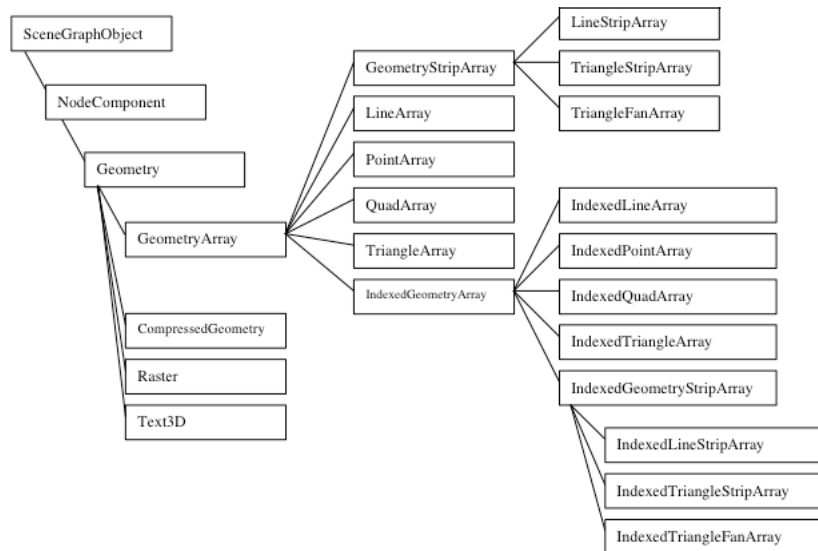 SceneGraphObject
NodeComponent
Geometry
GeometryArray
CompressedGeometry
Raster
Text3D
GeometryStripArray
LineArray
PointArray
QuadArray
TriangleArray
IndexedGeometryArray
LineStripArray
TriangleStripArray
TriangleFanArray
IndexedLineArray
IndexedPointArray
IndexedQuadArray
IndexedTriangleArray
IndexedGeometryStripArray
IndexedLineStripArray
IndexedTriangleStripArray
IndexedTriangleFanArray